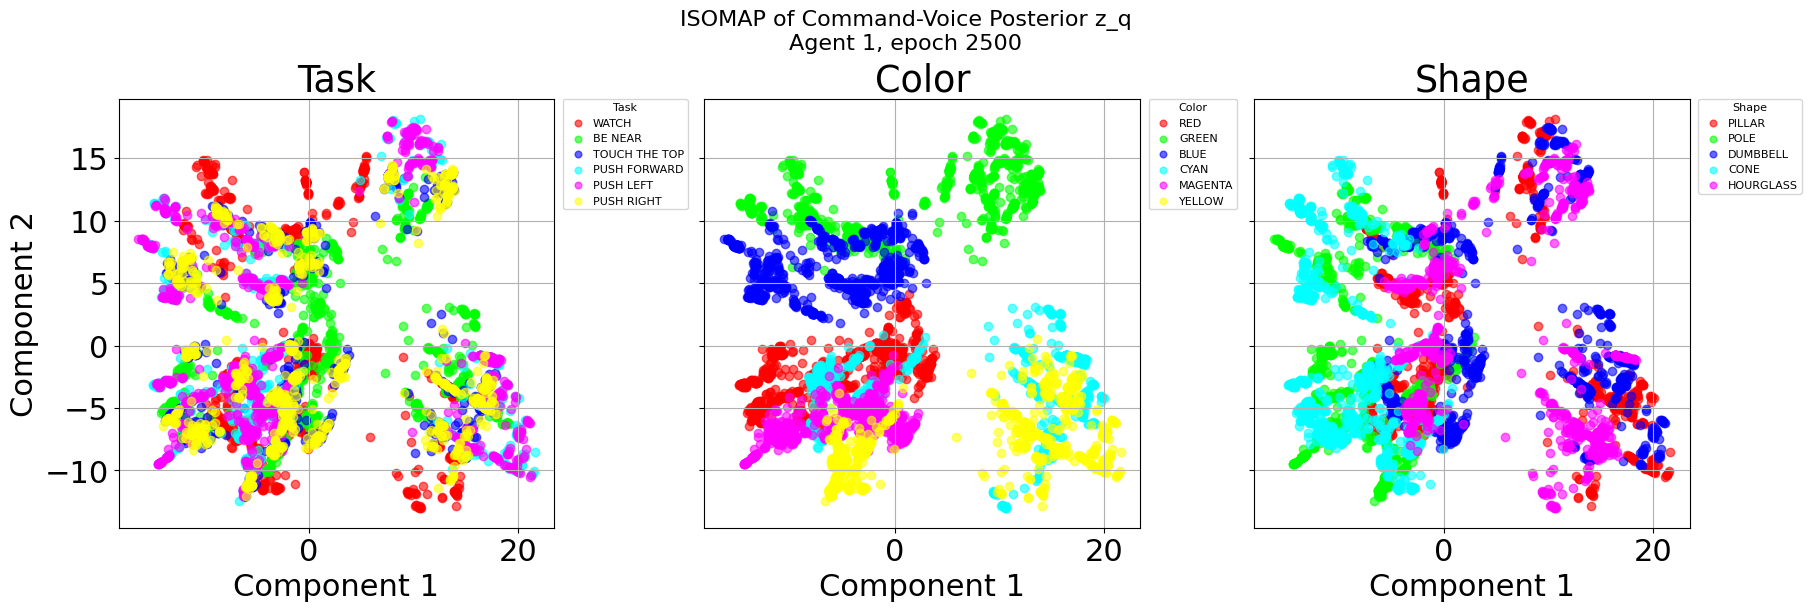 ISOMAP of Command-Voice Posterior z_q
Agent 1, epoch 2500
Task
Color
Shape
Task
WATCH
BE NEAR
TOUCH THE TOP
PUSH FORWARD
PUSH LEFT
PUSH RIGHT
Color
RED
GREEN
BLUE
CYAN
MAGENTA
YELLOW
Shape
PILLAR
POLE
DUMBBELL
CONE
HOURGLASS
Component 2
15
10
5
0
−5
−10
0 20
0 20
0 20
Component 1
Component 1
Component 1